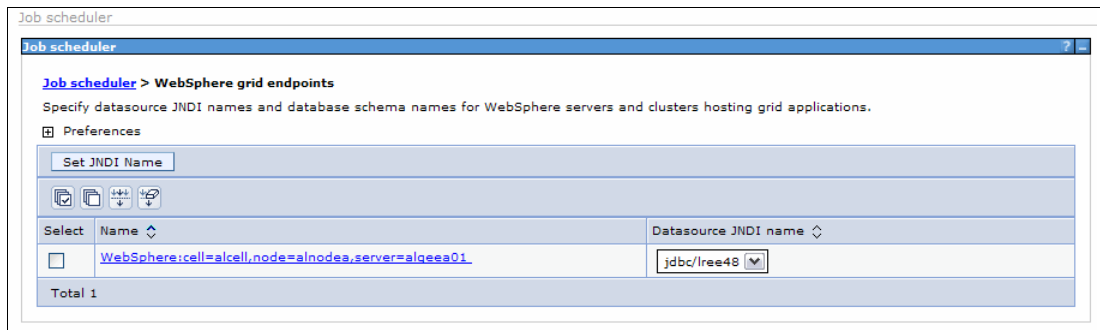 Job scheduler
Job scheduler ? -
Job scheduler > WebSphere grid endpoints
Specify datasource JNDI names and database schema names for WebSphere servers and clusters hosting grid applications.
+ Preferences
Set JNDI Name
Select Name Datasource JNDI name
WebSphere:cell=alcell,node=alnodea,server=algeea01
jdbc/lree48
Total 1